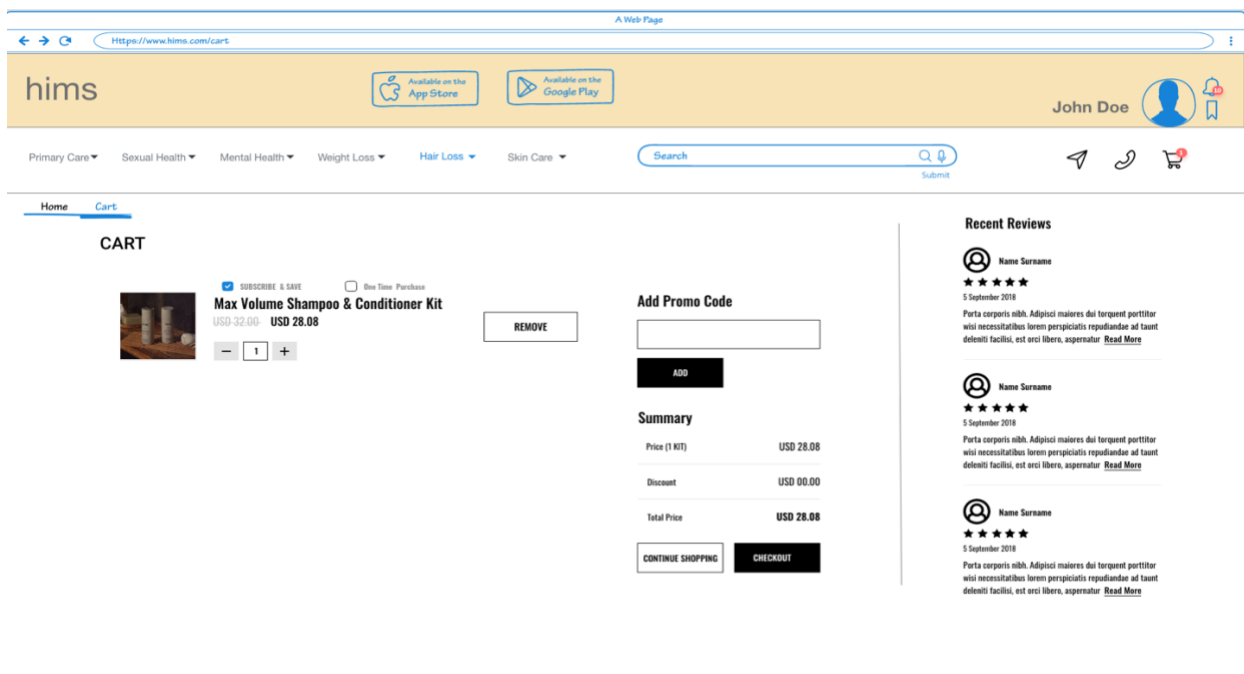 A Web Page
Https://www.hims.com/cart
hims
Available on the
App Store
Available on the
Google Play
John Doe
10
Primary Care
Sexual Health
Mental Health
Weight Loss
Hair Loss
Skin Care
Search
Submit
1
Home
Cart
CART
SUBSCRIBE & SAVE
One Time Purchase
Max Volume Shampoo & Conditioner Kit
USD 32.00 USD 28.08
1
REMOVE
Add Promo Code
ADD
Summary
Price (1 KIT) USD 28.08
Discount USD 00.00
Total Price USD 28.08
CONTINUE SHOPPING
CHECKOUT
Recent Reviews
Name Surname
5 September 2018
Porta corporis nibh. Adipisci maiores dui torquent porttitor
wisi necessitatibus lorem perspiciatis repudiandae ad taunt
deleniti facilisi, est orci libero, aspernatur Read More
Name Surname
5 September 2018
Porta corporis nibh. Adipisci maiores dui torquent porttitor
wisi necessitatibus lorem perspiciatis repudiandae ad taunt
deleniti facilisi, est orci libero, aspernatur Read More
Name Surname
5 September 2018
Porta corporis nibh. Adipisci maiores dui torquent porttitor
wisi necessitatibus lorem perspiciatis repudiandae ad taunt
deleniti facilisi, est orci libero, aspernatur Read More